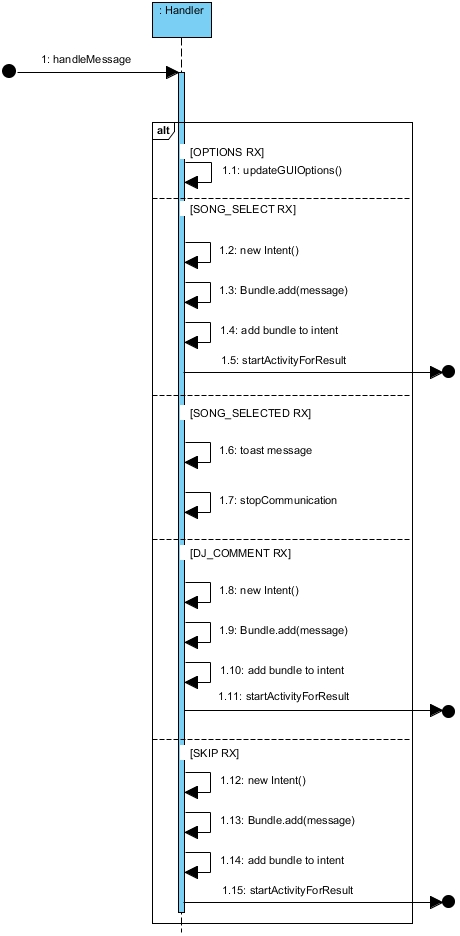 : Handler
1: handleMessage
alt
[OPTIONS RX]
1.1: updateGUIOptions()
[SONG_SELECT RX]
1.2: new Intent()
1.3: Bundle.add(message)
1.4: add bundle to intent
1.5: startActivityForResult
[SONG_SELECTED RX]
1.6: toast message
1.7: stopCommunication
[DJ_COMMENT RX]
1.8: new Intent()
1.9: Bundle.add(message)
1.10: add bundle to intent
1.11: startActivityForResult
[SKIP RX]
1.12: new Intent()
1.13: Bundle.add(message)
1.14: add bundle to intent
1.15: startActivityForResult